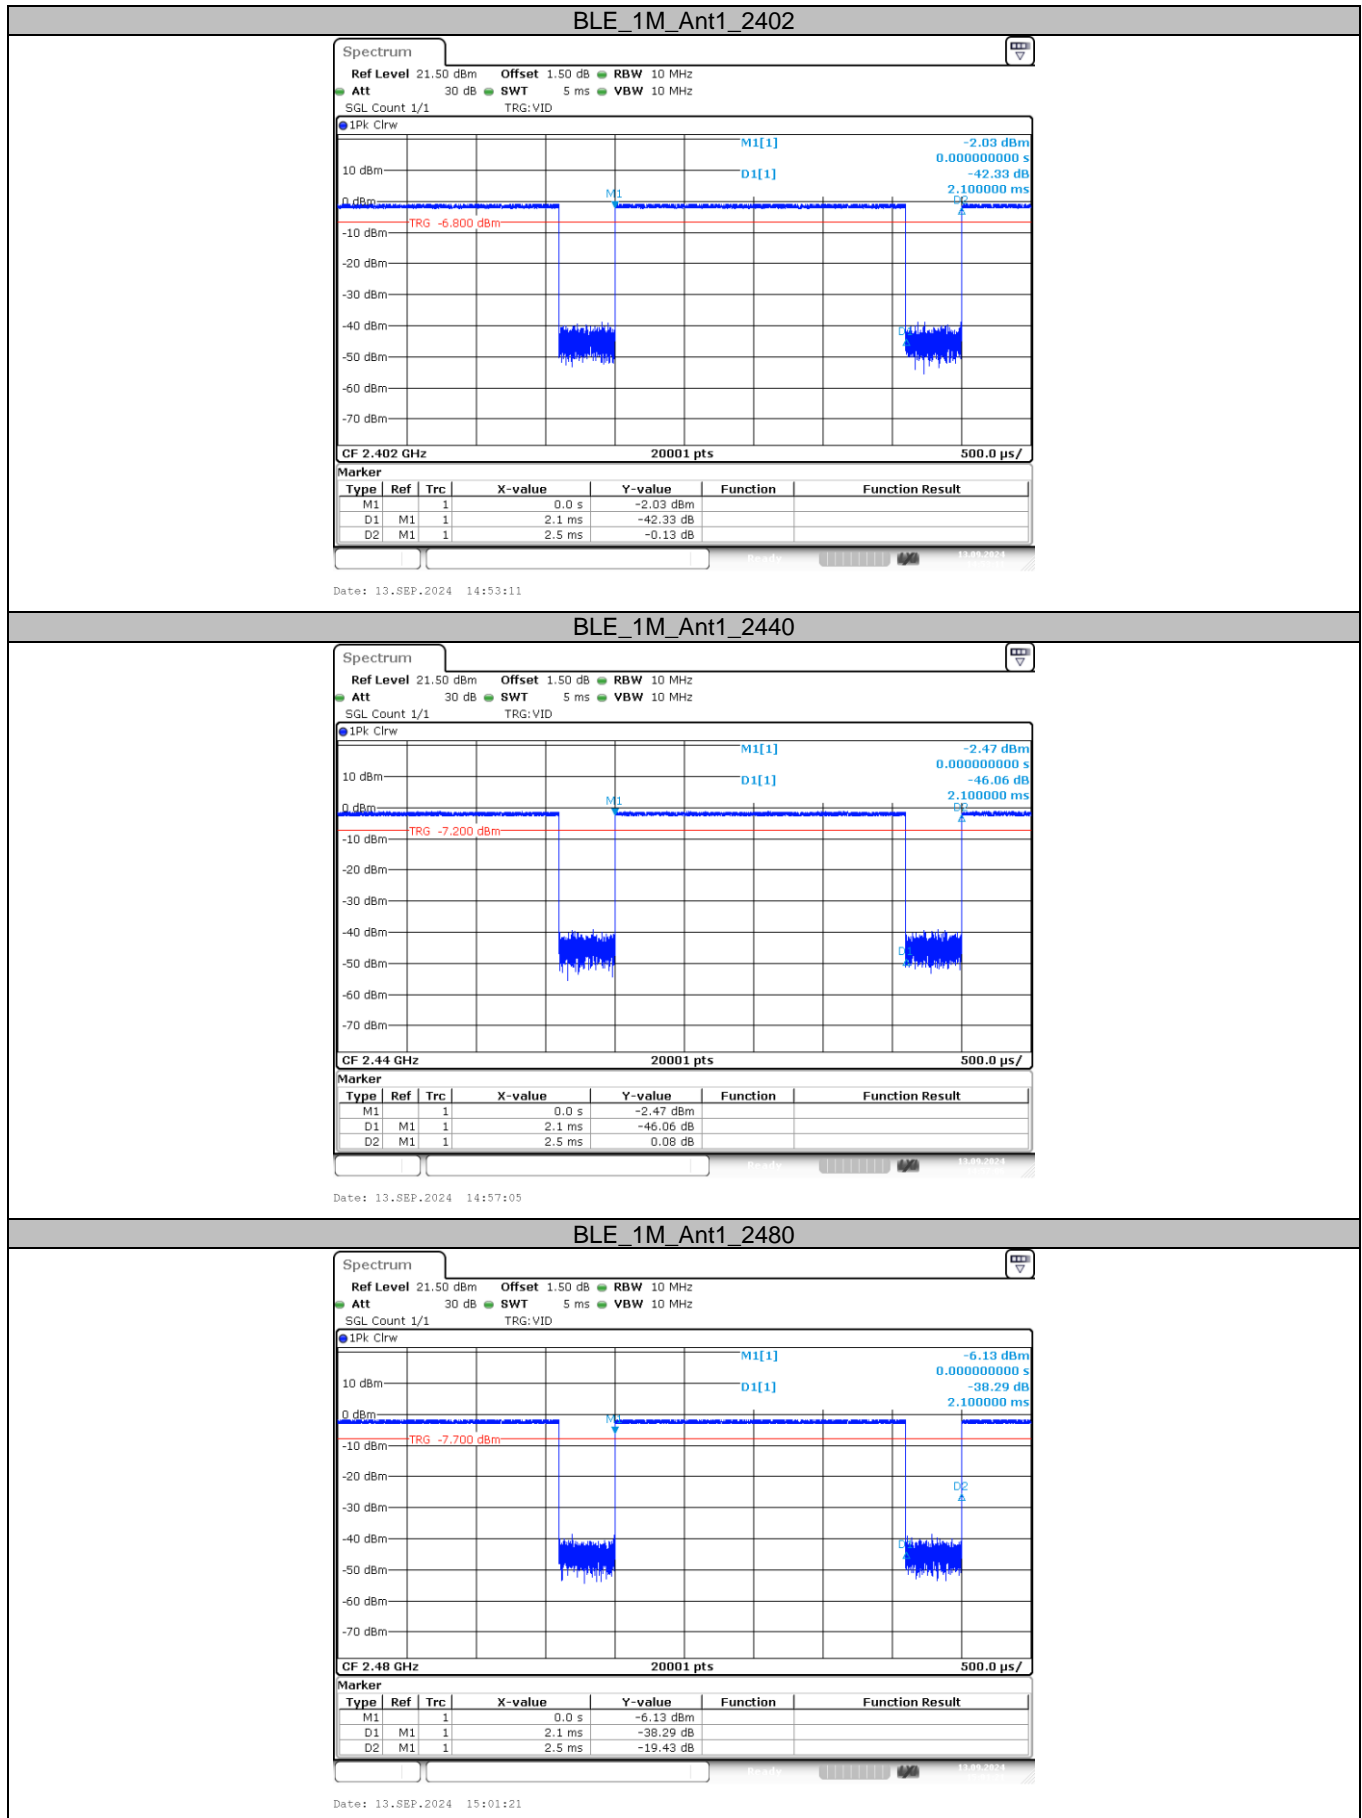 BLE_1M_Ant1_2402
Spectrum
Ref Level 21.50 dBm Offset 1.50 dB RBW 10 MHz
Att 30 dB SWT 5 ms VBW 10 MHz
SGL Count 1/1 TRG:VID
1Pk Clrw
M1[1] -2.03 dBm
0.000000000 s
10 dBm
D1[1] -42.33 dB
2.100000 ms
M1
D2
0 dBm
TRG -6.800 dBm
-10 dBm
-20 dBm
-30 dBm
-40 dBm
-50 dBm
-60 dBm
-70 dBm
CF 2.402 GHz 20001 pts 500.0 µs/
Marker
Type Ref Trc X-value Y-value Function Function Result
M1 1 0.0 s -2.03 dBm
D1 M1 1 2.1 ms -42.33 dB
D2 M1 1 2.5 ms -0.13 dB
Ready 13.09.2024
Date: 13.SEP.2024 14:53:11
BLE_1M_Ant1_2440
Spectrum
Ref Level 21.50 dBm Offset 1.50 dB RBW 10 MHz
Att 30 dB SWT 5 ms VBW 10 MHz
SGL Count 1/1 TRG:VID
1Pk Clrw
M1[1] -2.47 dBm
0.000000000 s
10 dBm
D1[1] -46.06 dB
2.100000 ms
M1
D2
0 dBm
TRG -7.200 dBm
-10 dBm
-20 dBm
-30 dBm
-40 dBm
-50 dBm
-60 dBm
-70 dBm
CF 2.44 GHz 20001 pts 500.0 µs/
Marker
Type Ref Trc X-value Y-value Function Function Result
M1 1 0.0 s -2.47 dBm
D1 M1 1 2.1 ms -46.06 dB
D2 M1 1 2.5 ms 0.08 dB
Ready 13.09.2024
Date: 13.SEP.2024 14:57:05
BLE_1M_Ant1_2480
Spectrum
Ref Level 21.50 dBm Offset 1.50 dB RBW 10 MHz
Att 30 dB SWT 5 ms VBW 10 MHz
SGL Count 1/1 TRG:VID
1Pk Clrw
M1[1] -6.13 dBm
0.000000000 s
10 dBm
D1[1] -38.29 dB
2.100000 ms
0 dBm
M1
TRG -7.700 dBm
-10 dBm
-20 dBm
D2
-30 dBm
-40 dBm
-50 dBm
-60 dBm
-70 dBm
CF 2.48 GHz 20001 pts 500.0 µs/
Marker
Type Ref Trc X-value Y-value Function Function Result
M1 1 0.0 s -6.13 dBm
D1 M1 1 2.1 ms -38.29 dB
D2 M1 1 2.5 ms -19.43 dB
Ready 13.09.2024
Date: 13.SEP.2024 15:01:21